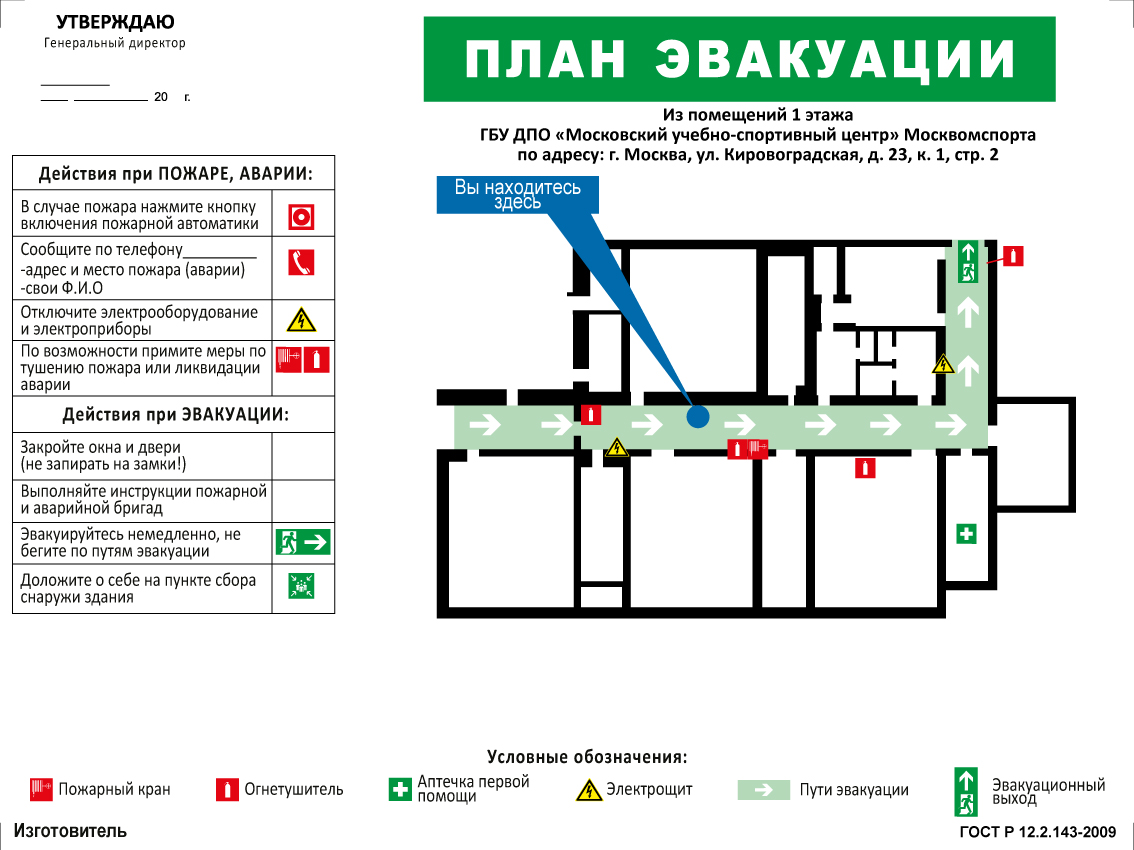 УТВЕРЖДАЮ
Генеральный директор
__________
____ ___________ 20 г.
ПЛАН ЭВАКУАЦИИ
Из помещений 1 этажа
ГБУ ДПО «Московский учебно-спортивный центр» Москвомспорта
по адресу: г. Москва, ул. Кировоградская, д. 23, к. 1, стр. 2
Действия при ПОЖАРЕ, АВАРИИ:
В случае пожара нажмите кнопку
включения пожарной автоматики
Сообщите по телефону_________
-адрес и место пожара (аварии)
-свои Ф.И.О
Отключите электрооборудование
и электроприборы
По возможности примите меры по
тушению пожара или ликвидации
аварии
Действия при ЭВАКУАЦИИ:
Закройте окна и двери
(не запирать на замки!)
Выполняйте инструкции пожарной
и аварийной бригад
Эвакуируйтесь немедленно, не
бегите по путям эвакуации
Доложите о себе на пункте сбора
снаружи здания
Вы находитесь
здесь
Условные обозначения:
Пожарный кран
Огнетушитель
Аптечка первой
помощи
Электрощит
Пути эвакуации
Эвакуационный
выход
Изготовитель
ГОСТ Р 12.2.143-2009